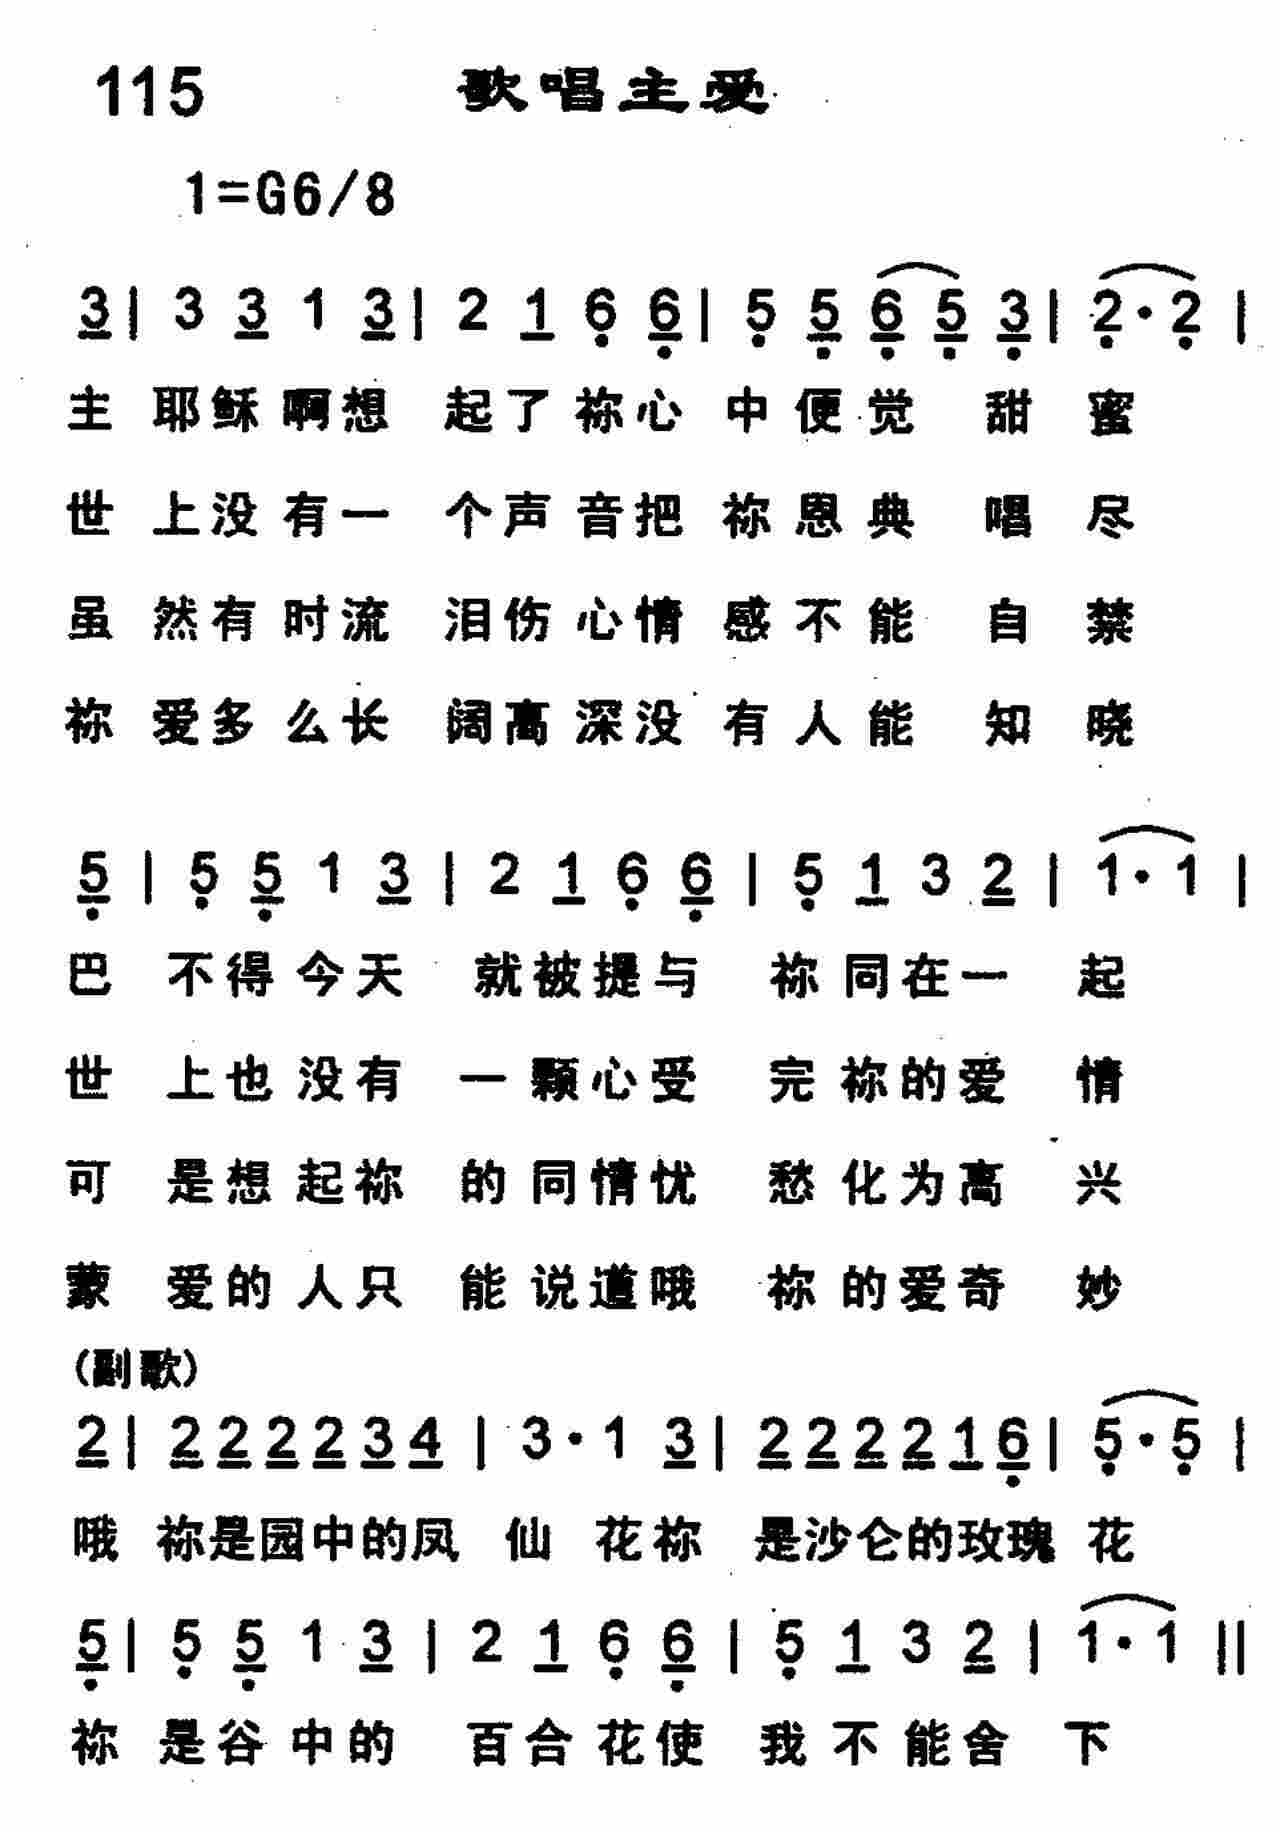 115 歌唱主爱
1=G6/8
3 | 3 3 1 3 | 2 1 6 6 | 5 5 6 5 3 | 2 · 2 |
主 耶稣啊想 起了祢心 中便觉 甜 蜜
世 上没有一 个声音把 祢恩典 唱 尽
虽 然有时流 泪伤心情 感不能 自 禁
祢 爱多么长 阔高深没 有人能 知 晓
5 | 5 5 1 3 | 2 1 6 6 | 5 1 3 2 | 1 · 1 |
巴 不得今天 就被提与 祢同在一 起
世 上也没有 一颗心受 完祢的爱 情
可 是想起祢 的同情忧 愁化为高 兴
蒙 爱的人只 能说道哦 祢的爱奇 妙
(副歌)
2 | 2 2 2 2 3 4 | 3 · 1 3 | 2 2 2 2 1 6 | 5 · 5 |
哦 祢是园中的凤 仙 花祢 是沙仑的玫瑰 花
5 | 5 5 1 3 | 2 1 6 6 | 5 1 3 2 | 1 · 1 ||
祢 是谷中的 百合花使 我不能舍 下